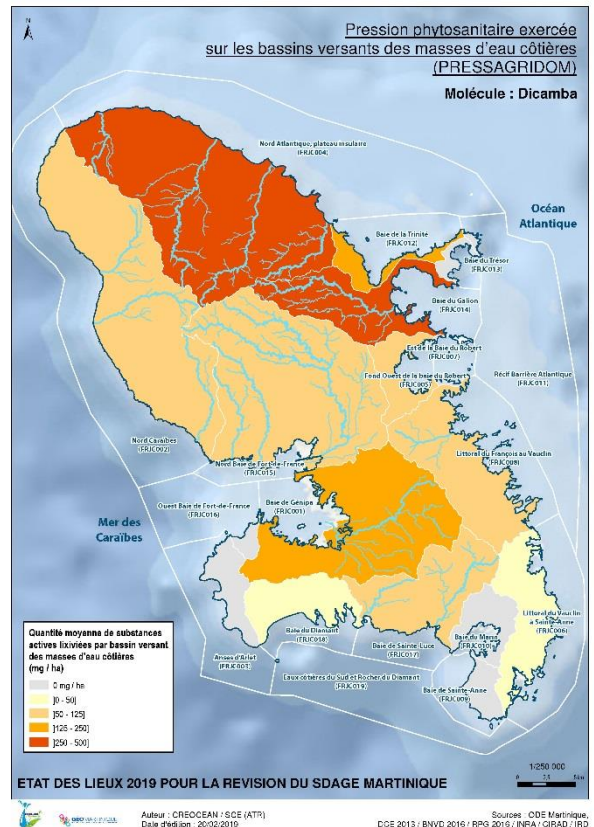 N
Pression phytosanitaire exercée
sur les bassins versants des masses d'eau côtières
(PRESSAGRIDOM)
Molécule : Dicamba
Nord Atlantique, plateau insulaire
(FRJC004)
Océan
Atlantique
Baie de la Trinité
(FRJC012)
Baie du Trésor
(FRJC013)
Baie du Galion
(FRJC014)
Est de la Baie du Robert
(FRJC007)
Récif Barrière Atlantique
(FRJC011)
Fond Ouest de la baie du Robert
(FRJC005)
Nord Caraïbes
(FRJC002)
Littoral du François au Vauclin
(FRJC008)
Nord Baie de Fort-de-France
(FRJC015)
Ouest Baie de Fort-de-France
(FRJC016)
Baie de Génipa
(FRJC001)
Mer des
Caraïbes
Littoral du Vauclin
à Sainte-Anne
(FRJC006)
Baie du Diamant
(FRJC018)
Baie du Marin
(FRJC010)
Baie de Sainte-Luce
(FRJC017)
Anses d'Arlet
(FRJC003)
Eaux côtières du Sud et Rocher du Diamant
(FRJC019)
Baie de Sainte-Anne
(FRJC009)
Quantité moyenne de substances
actives lixiviées par bassin versant
des masses d'eau côtières
(mg / ha)
0 mg / ha
]0 - 50]
]50 - 125]
]125 - 250]
]250 - 500]
1/250 000
0 2,5 5 km
ETAT DES LIEUX 2019 POUR LA REVISION DU SDAGE MARTINIQUE
Auteur : CREOCEAN / SCE (ATR)
Date d'édition : 20/02/2019
Sources : ODE Martinique,
DCE 2013 / BNVD 2016 / RPG 2016 / INRA / CIRAD / IRD